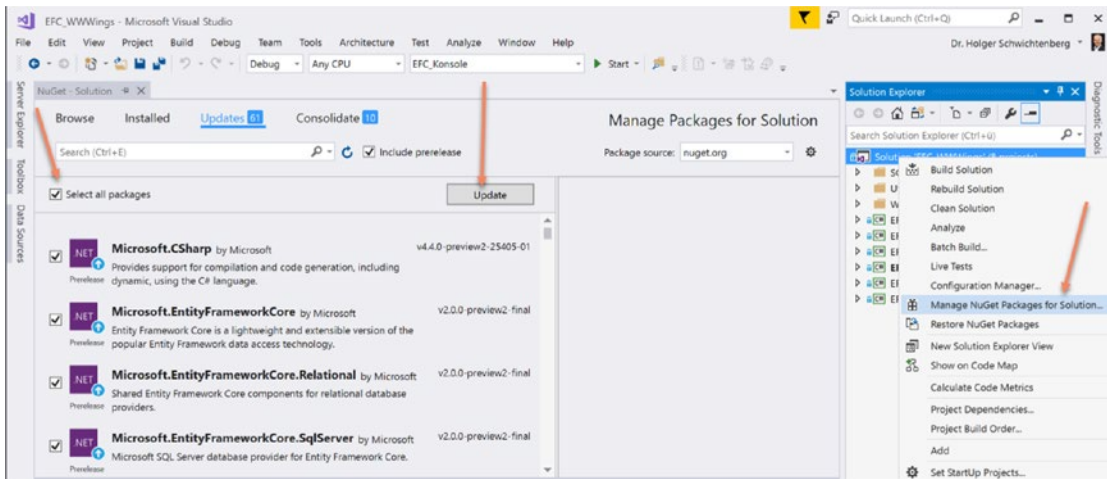 EFC_WWWings - Microsoft Visual Studio
Quick Launch (Ctrl+Q)
File Edit View Project Build Debug Team Tools Architecture Test Analyze Window Help
Dr. Holger Schwichtenberg
Debug Any CPU EFC_Konsole Start
Server Explorer
Toolbox
Data Sources
NuGet - Solution
Browse Installed Updates 61 Consolidate 10
Manage Packages for Solution
Search (Ctrl+E)
Include prerelease
Package source: nuget.org
Select all packages
Update
.NET
Microsoft.CSharp by Microsoft v4.4.0-preview2-25405-01
Provides support for compilation and code generation, including
Prerelease dynamic, using the C# language.
.NET
Microsoft.EntityFrameworkCore by Microsoft v2.0.0-preview2-final
Entity Framework Core is a lightweight and extensible version of the
Prerelease popular Entity Framework data access technology.
.NET
Microsoft.EntityFrameworkCore.Relational by Microsoft v2.0.0-preview2-final
Shared Entity Framework Core components for relational database
Prerelease providers.
.NET
Microsoft.EntityFrameworkCore.SqlServer by Microsoft v2.0.0-preview2-final
Microsoft SQL Server database provider for Entity Framework Core.
Prerelease
Solution Explorer
Search Solution Explorer (Ctrl+ü)
Solution 'EFC_WWWings' (9 projects)
Build Solution
Rebuild Solution
Clean Solution
Analyze
Batch Build...
Live Tests
Configuration Manager...
Manage NuGet Packages for Solution...
Restore NuGet Packages
New Solution Explorer View
Show on Code Map
Calculate Code Metrics
Project Dependencies...
Project Build Order...
Add
Set StartUp Projects...
Diagnostic Tools